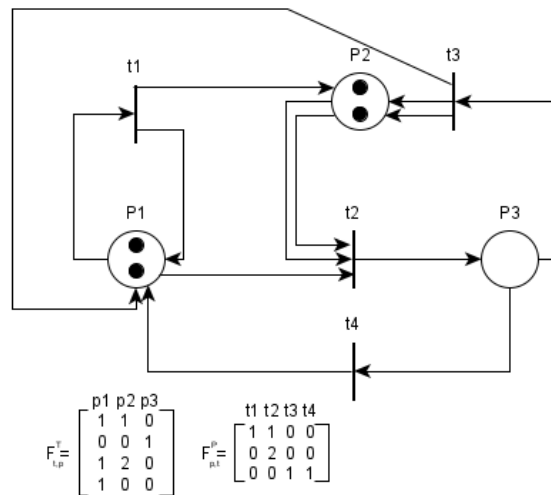 P2 t3
t1
P1 t2 P3
t4
p1 p2 p3 t1 t2 t3 t4
1 1 0 1 1 0 0
F T t,p 0 0 1 F P p,t 0 2 0 0
1 2 0 0 0 1 1
1 0 0